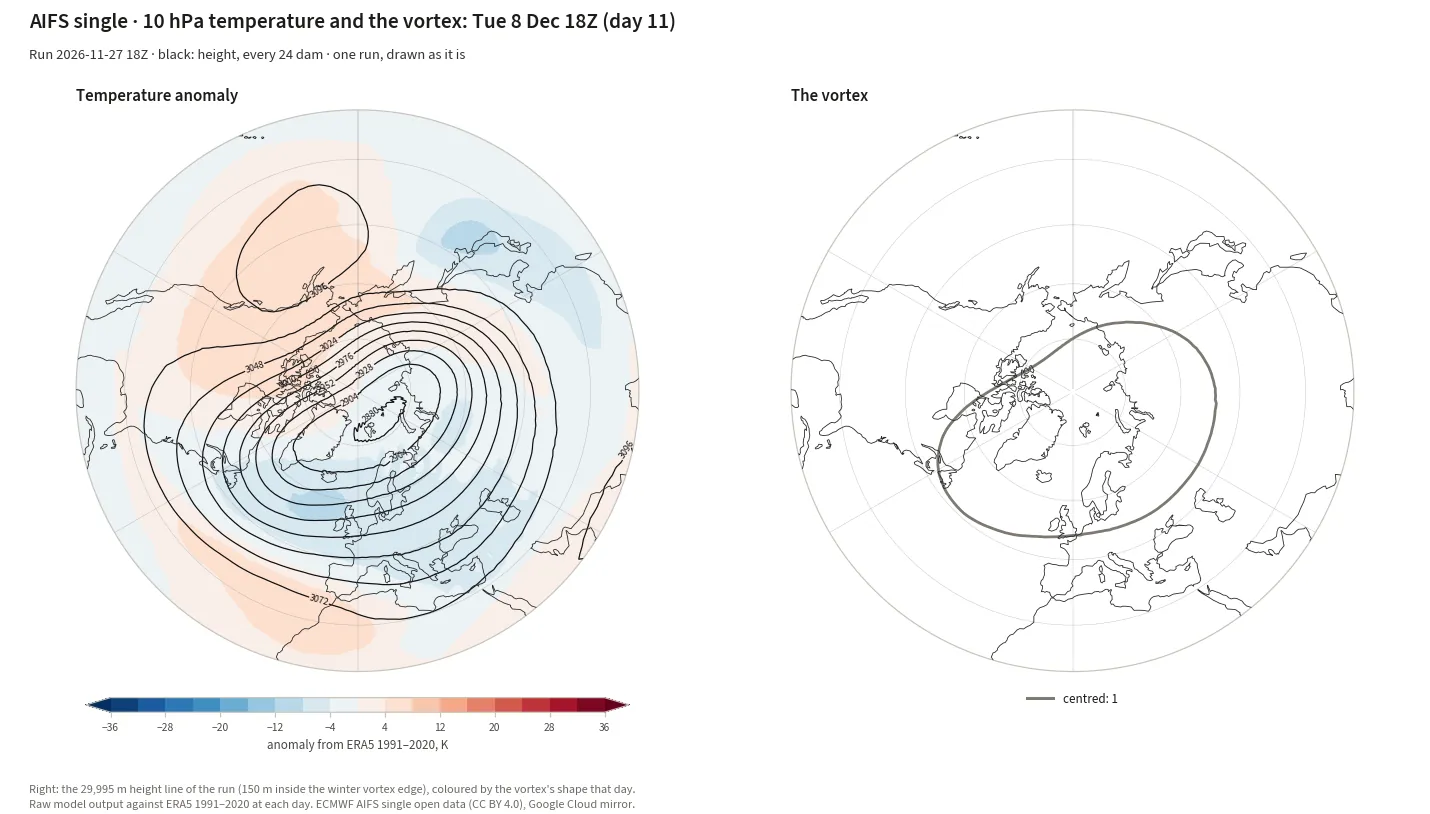 AIFS single · 10 hPa temperature and the vortex: Tue 8 Dec 18Z (day 11)
Run 2026-11-27 18Z · black: height, every 24 dam · one run, drawn as it is
Temperature anomaly
The vortex
3048
3024
2976
2928
2904
2880
2904
3072
3096
−36
−28
−20
−12
−4
4
12
20
28
36
anomaly from ERA5 1991–2020, K
centred: 1
Right: the 29,995 m height line of the run (150 m inside the winter vortex edge), coloured by the vortex's shape that day.
Raw model output against ERA5 1991–2020 at each day. ECMWF AIFS single open data (CC BY 4.0), Google Cloud mirror.